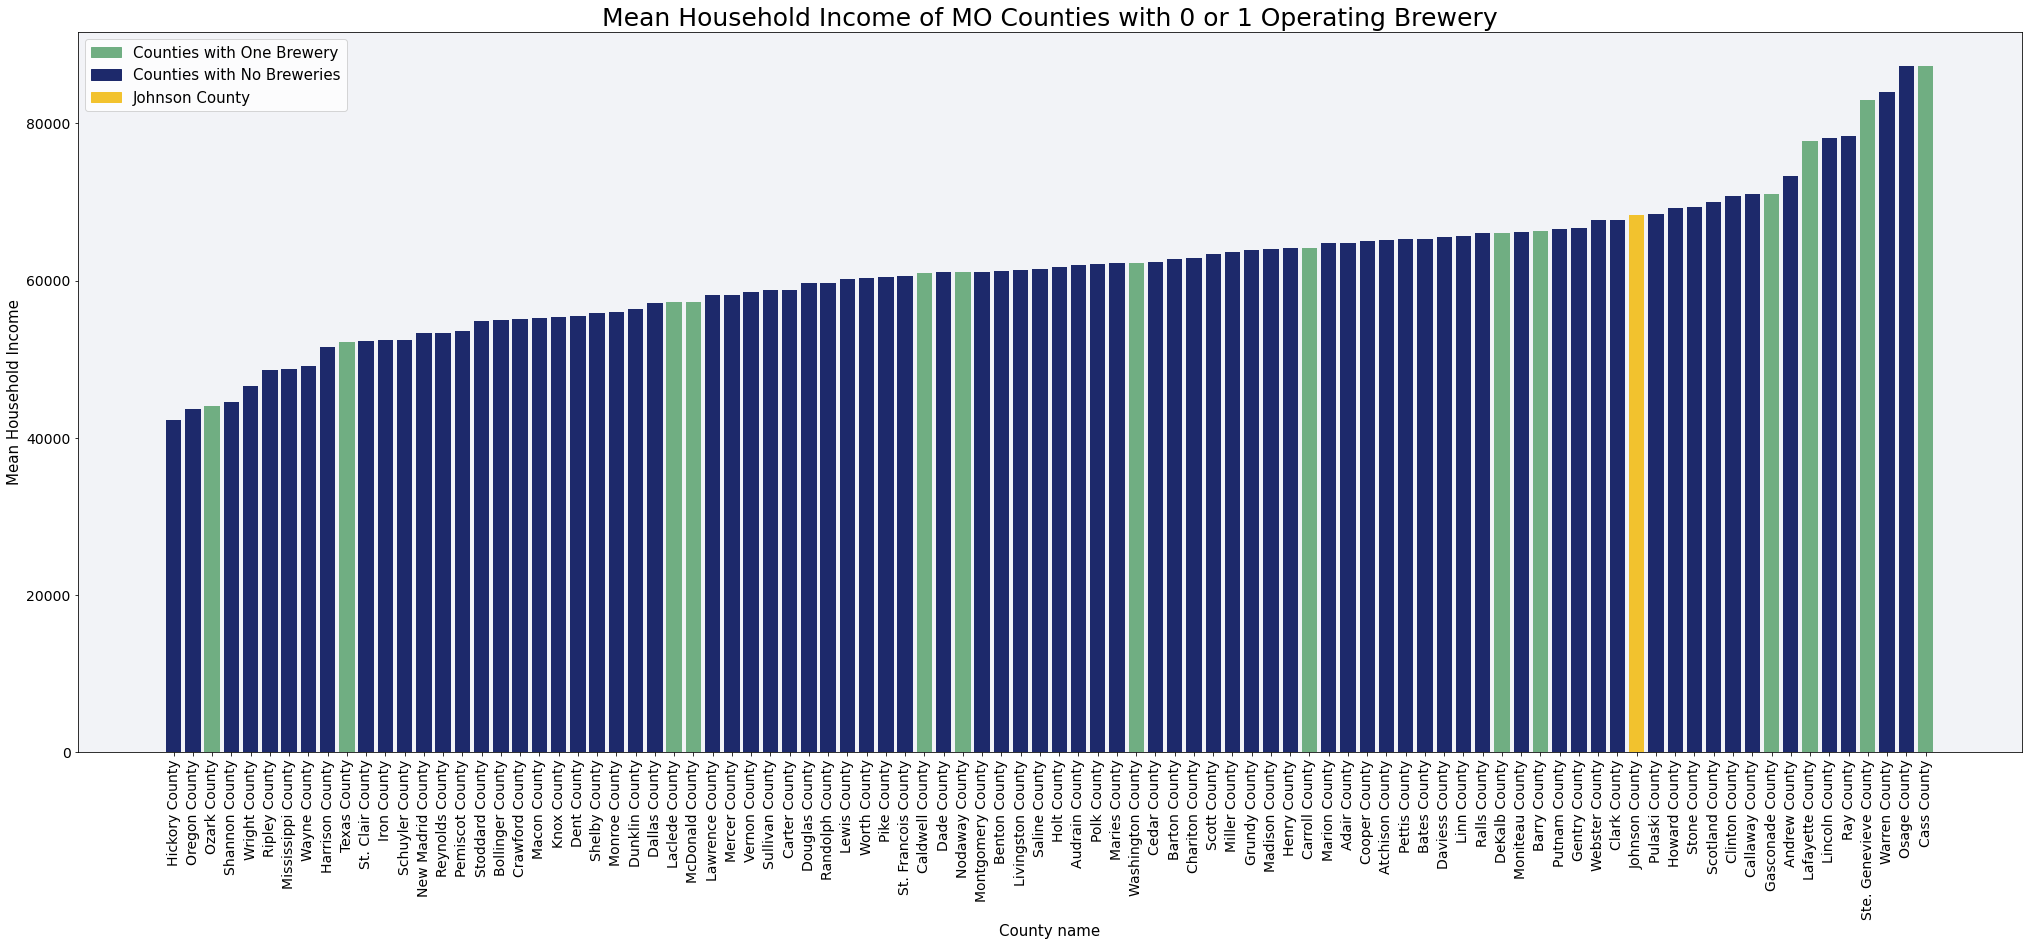 Mean Household Income of MO Counties with 0 or 1 Operating Brewery
Counties with One Brewery
Counties with No Breweries
Johnson County
80000
60000
40000
20000
0
Mean Household Income
Hickory County
Oregon County
Ozark County
Shannon County
Wright County
Ripley County
Mississippi County
Wayne County
Harrison County
Texas County
St. Clair County
Iron County
Schuyler County
New Madrid County
Reynolds County
Pemiscot County
Stoddard County
Bollinger County
Crawford County
Macon County
Knox County
Dent County
Shelby County
Monroe County
Dunklin County
Dallas County
Laclede County
McDonald County
Lawrence County
Mercer County
Vernon County
Sullivan County
Carter County
Douglas County
Randolph County
Lewis County
Worth County
Pike County
St. Francois County
Caldwell County
Dade County
Nodaway County
Montgomery County
Benton County
Livingston County
Saline County
Holt County
Audrain County
Polk County
Maries County
Washington County
Cedar County
Barton County
Chariton County
Scott County
Miller County
Grundy County
Madison County
Henry County
Carroll County
Marion County
Adair County
Cooper County
Atchison County
Pettis County
Bates County
Daviess County
Linn County
Ralls County
DeKalb County
Moniteau County
Barry County
Putnam County
Gentry County
Webster County
Clark County
Johnson County
Pulaski County
Howard County
Stone County
Scotland County
Clinton County
Callaway County
Gasconade County
Andrew County
Lafayette County
Lincoln County
Ray County
Ste. Genevieve County
Warren County
Osage County
Cass County
County name